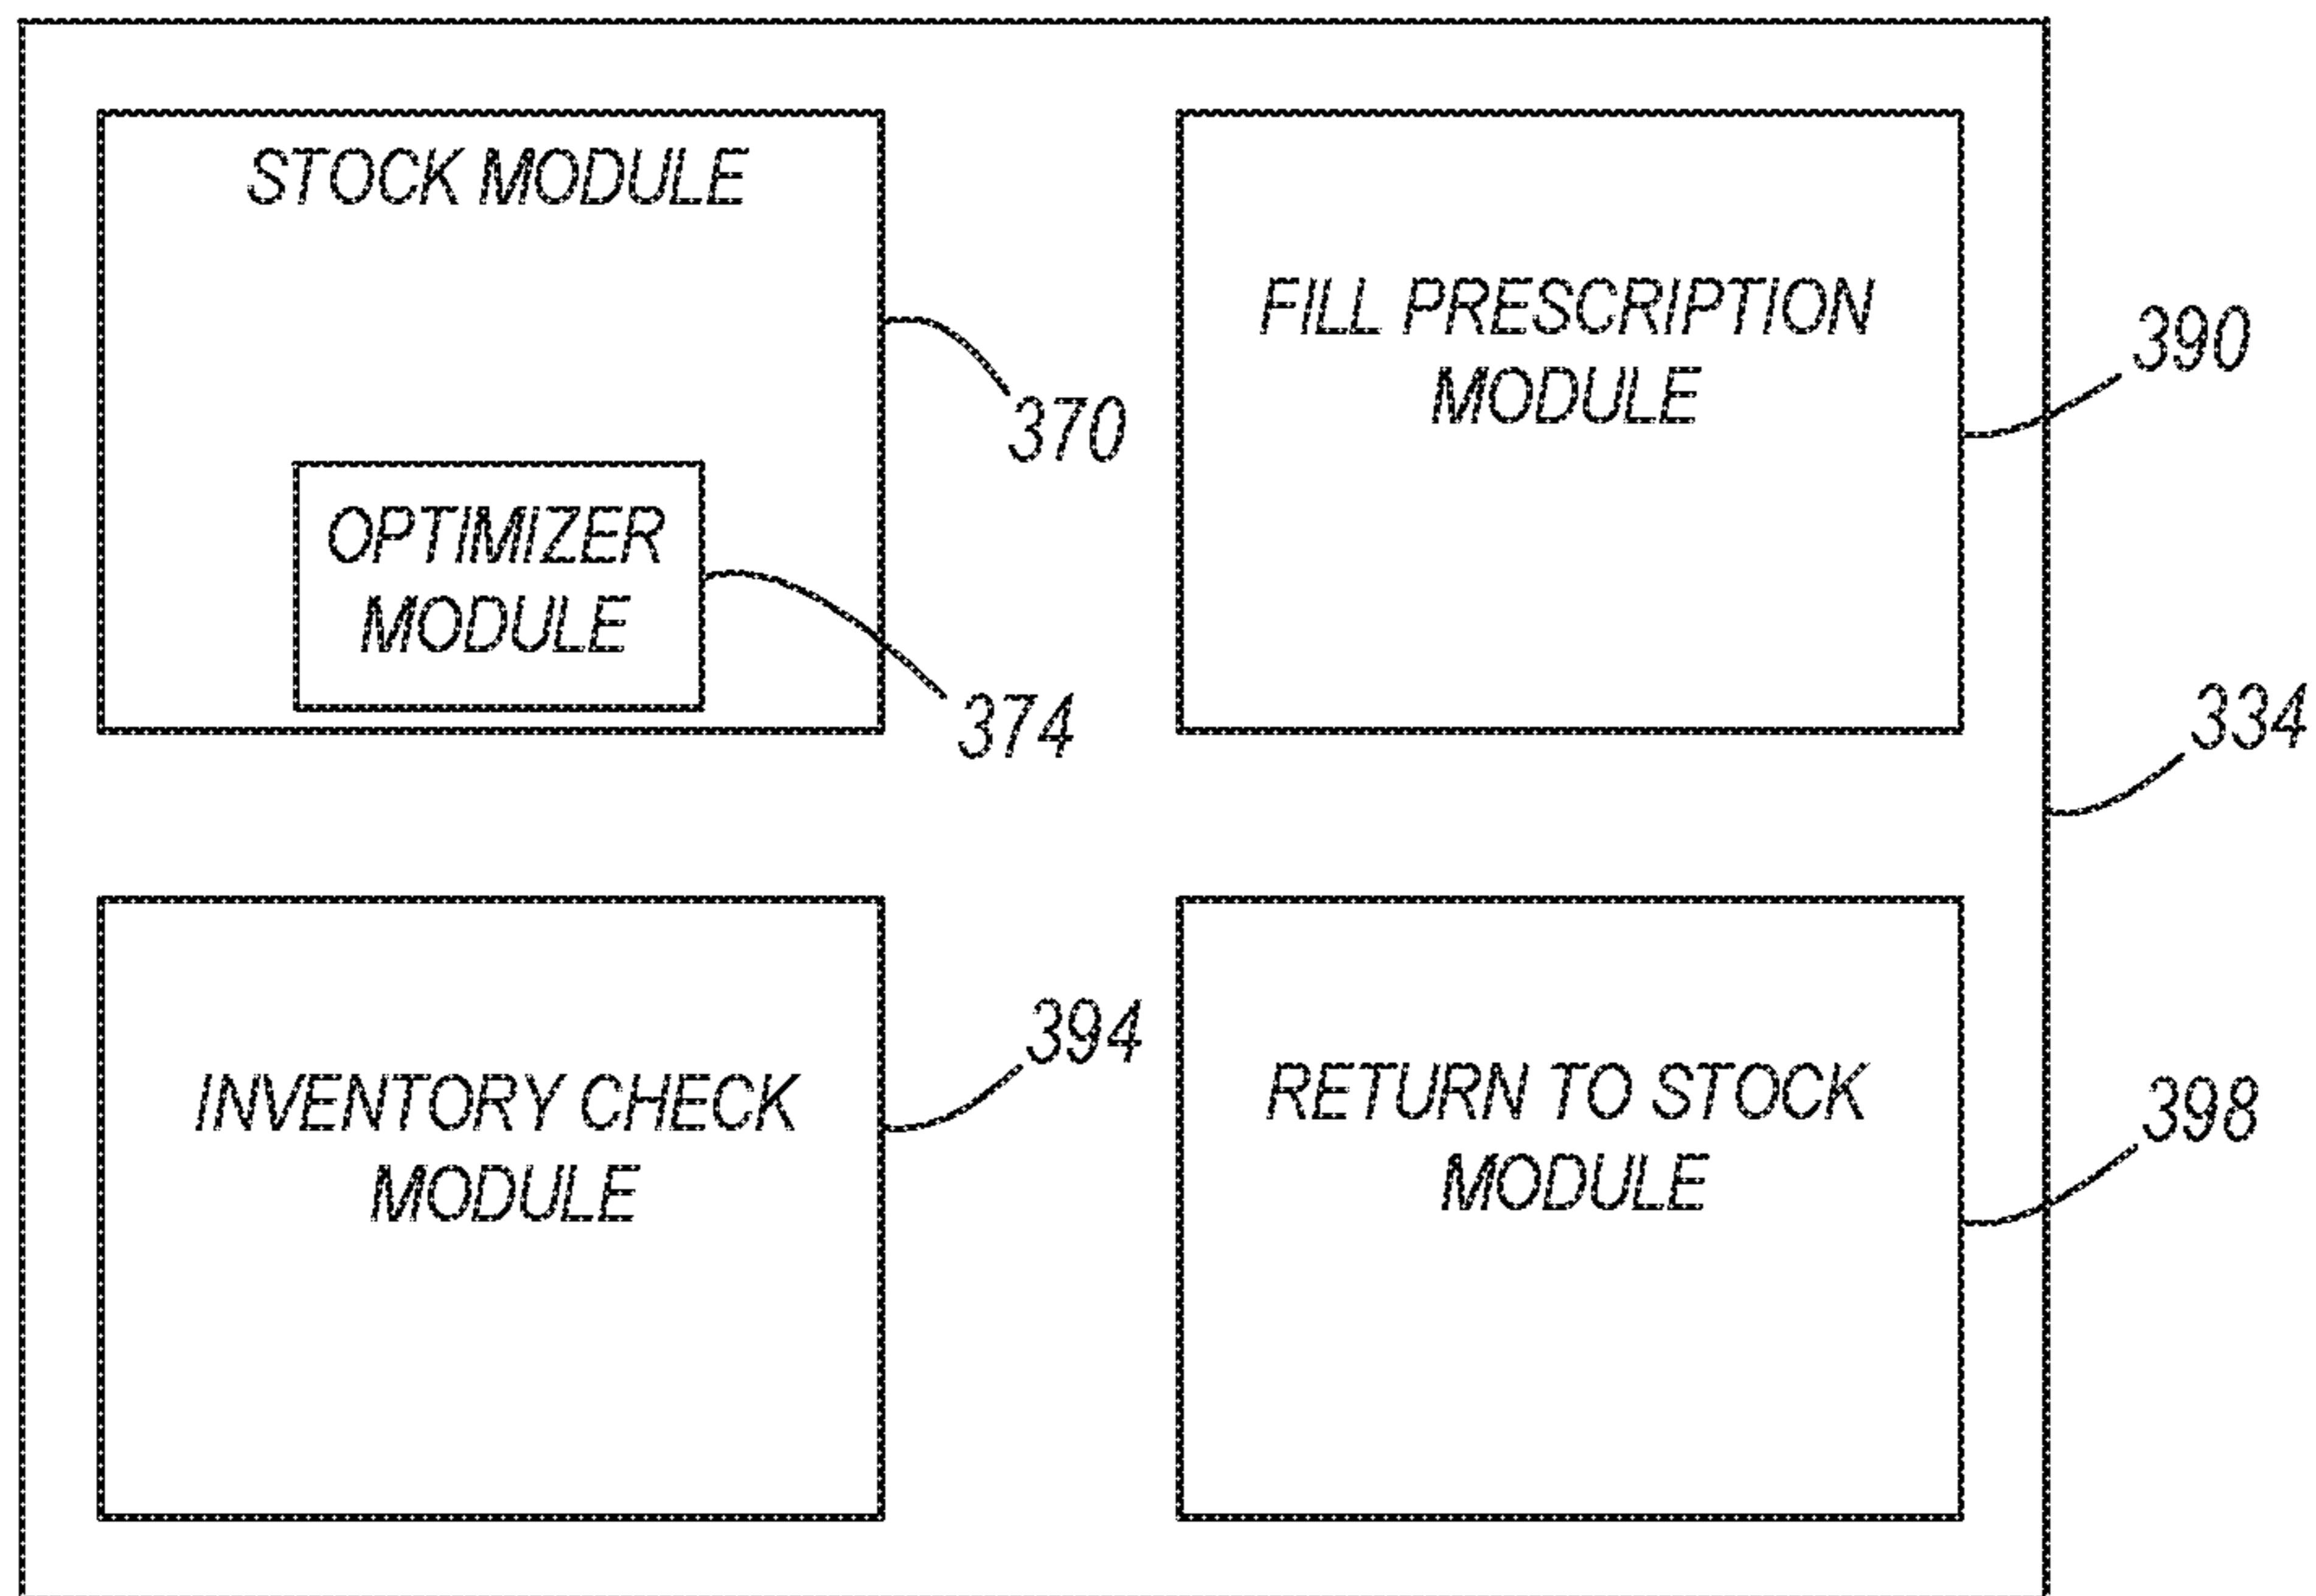 STOCK MODULE
FILL PRESCRIPTION
MODULE
390
370
OPTIMIZER
MODULE
374
334
INVENTORY CHECK
MODULE
394
RETURN TO STOCK
MODULE
398